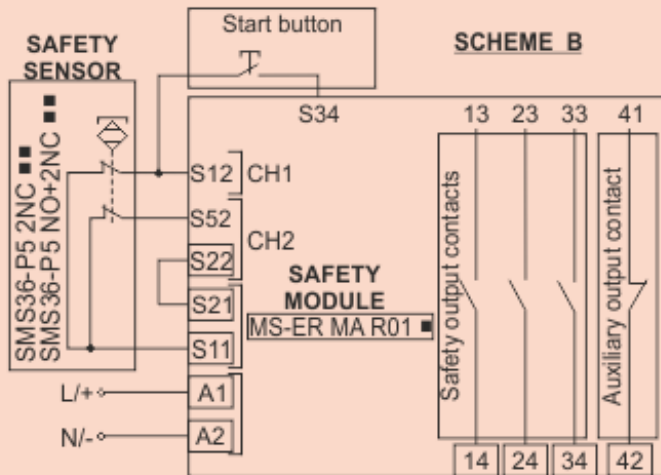 Start button
SCHEME B
SAFETY
SENSOR
SMS36-P5 2NC ■■
SMS36-P5 NO+2NC ■■
S34
13 23 33 41
S12 CH1
S52
CH2
S22
S21
S11
SAFETY
MODULE
MS-ER MA R01 ■
Safety output contacts
Auxiliary output contact
L/+ A1
N/- A2
14 24 34 42